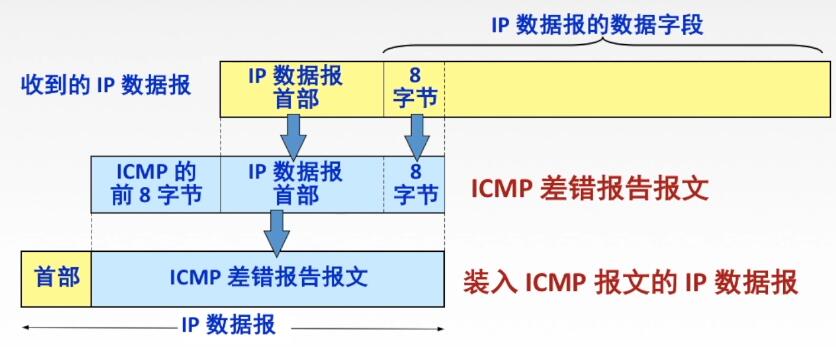 IP 数据报的数据字段
收到的 IP 数据报
IP 数据报
首部
8
字节
ICMP 的
前 8 字节
IP 数据报
首部
8
字节
ICMP 差错报告报文
首部
ICMP 差错报告报文
装入 ICMP 报文的 IP 数据报
IP 数据报